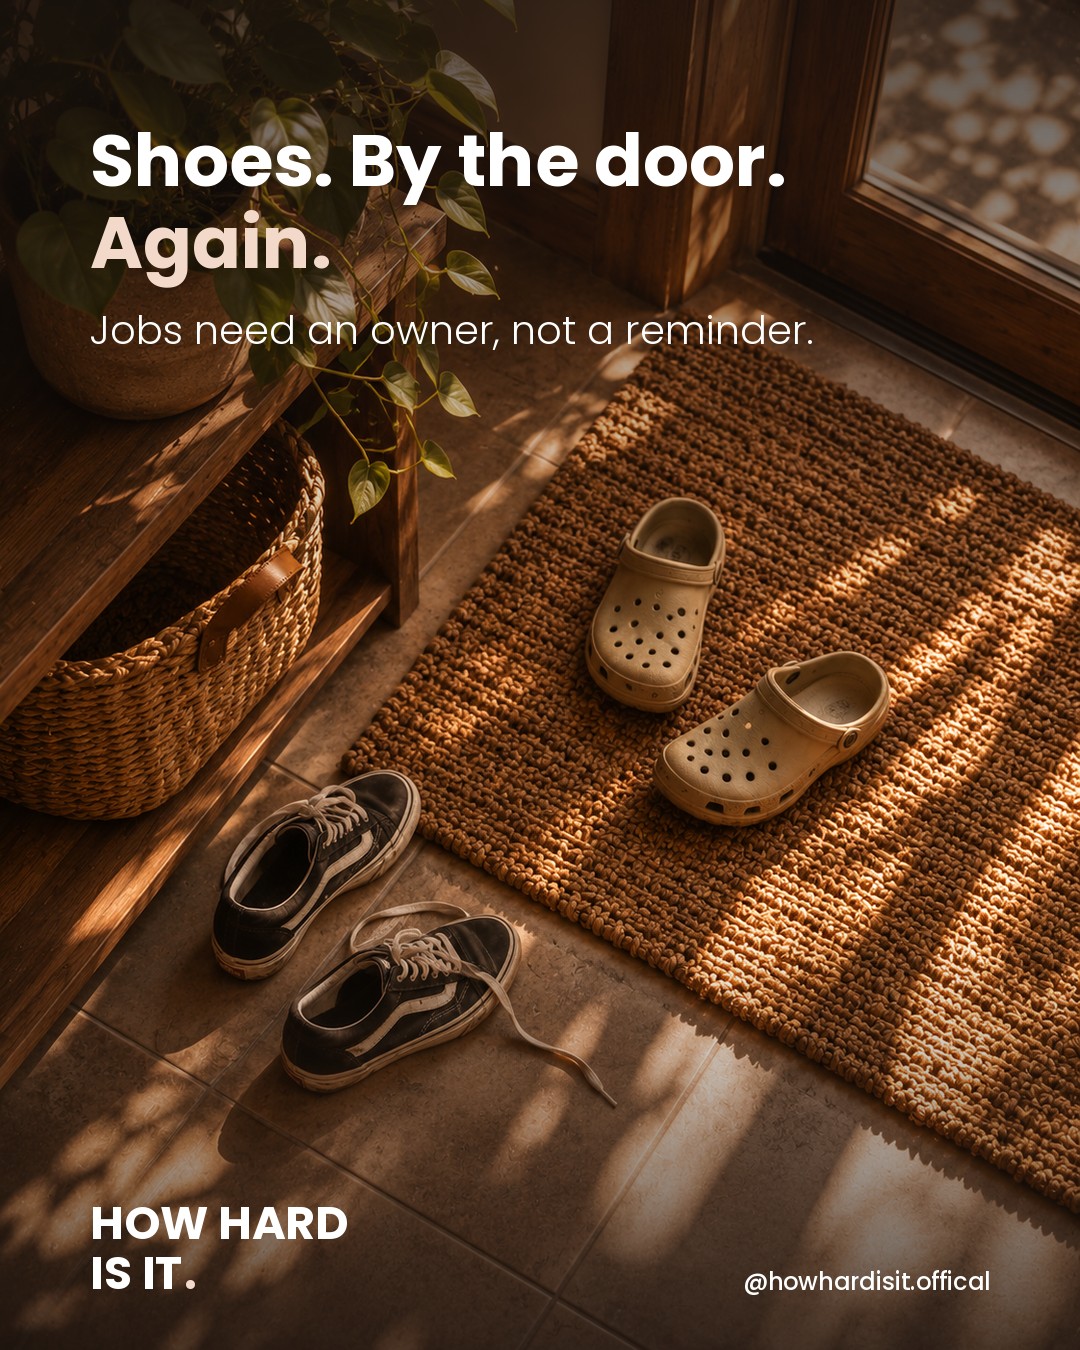 Shoes. By the door.
Again.
Jobs need an owner, not a reminder.
HOW HARD
IS IT.
@howhardisit.offical